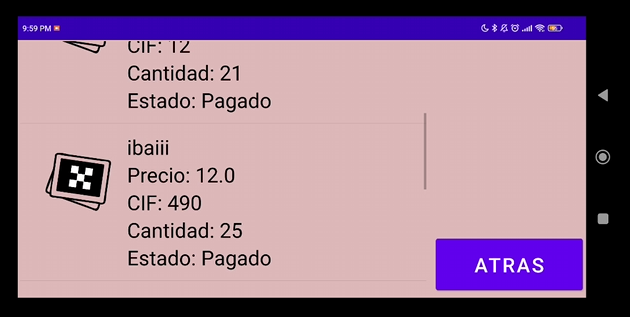 9:59 PM
CIF: 12
Cantidad: 21
Estado: Pagado
ibaiii
Precio: 12.0
CIF: 490
Cantidad: 25
Estado: Pagado
ATRAS